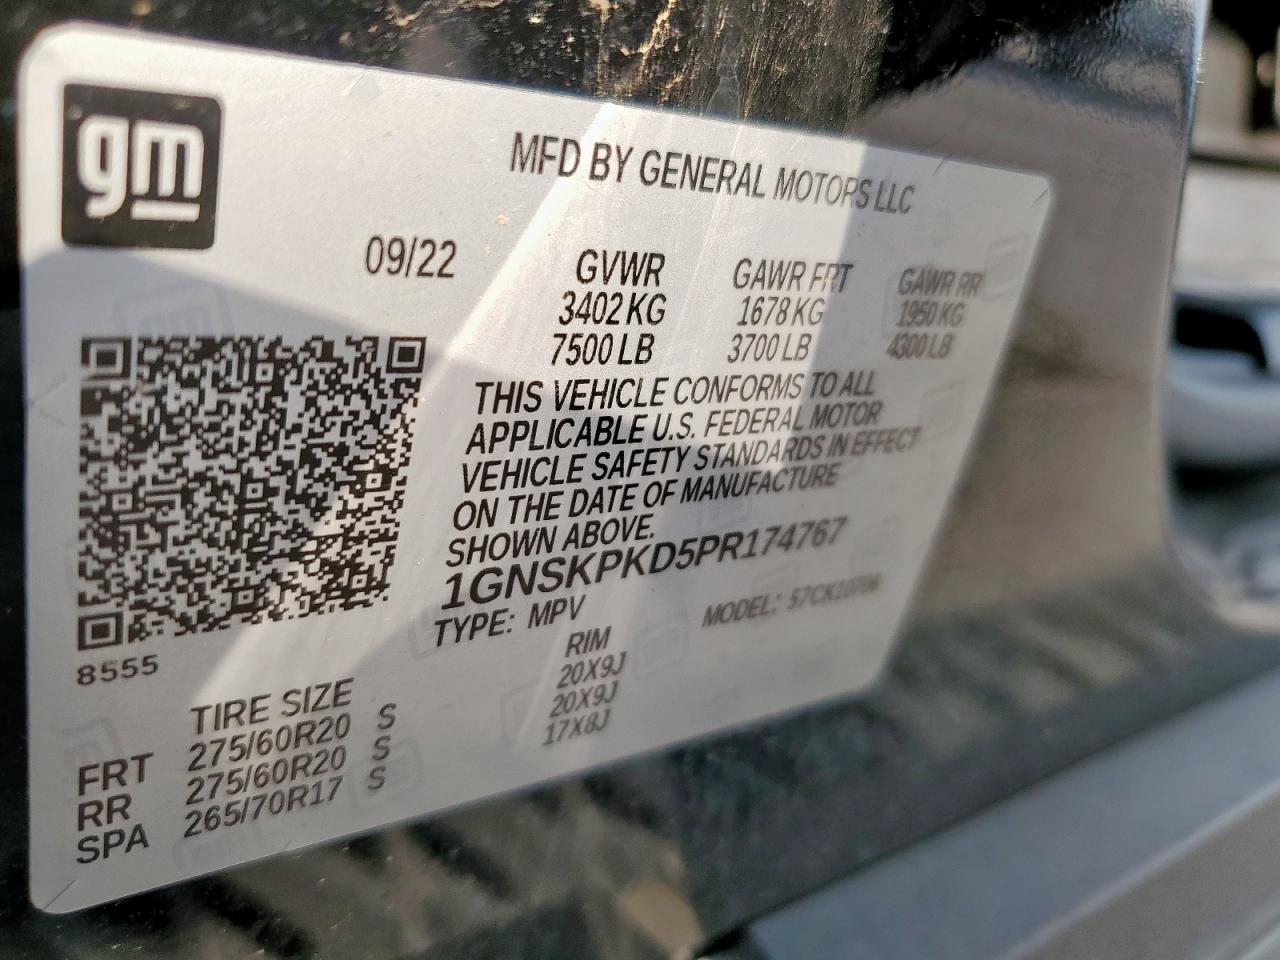 gm
MFD BY GENERAL MOTORS LLC
09/22 GVWR GAWR FRT GAWR RR
3402 KG 1678 KG 1950 KG
7500 LB 3700 LB 4300 LB
THIS VEHICLE CONFORMS TO ALL
APPLICABLE U.S. FEDERAL MOTOR
VEHICLE SAFETY STANDARDS IN EFFECT
ON THE DATE OF MANUFACTURE
SHOWN ABOVE.
1GNSKPKD5PR174767
TYPE: MPV MODEL:
8555
TIRE SIZE RIM
FRT 275/60R20 S 20X9J
RR 275/60R20 S 20X9J
SPA 265/70R17 S 17X8J